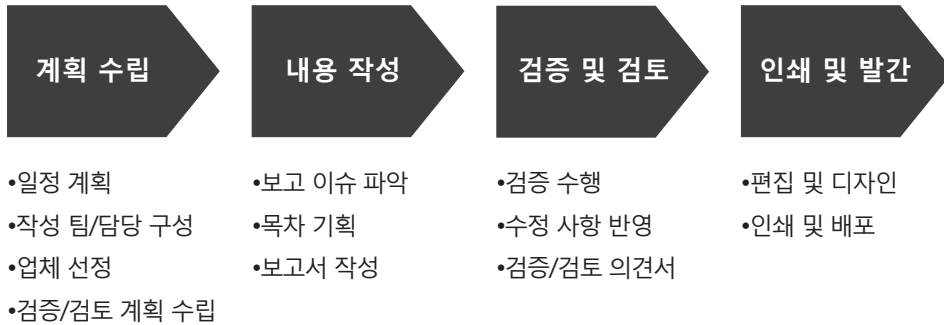 계획 수립
•일정 계획
•작성 팀/담당 구성
•업체 선정
•검증/검토 계획 수립
내용 작성
•보고 이슈 파악
•목차 기획
•보고서 작성
검증 및 검토
•검증 수행
•수정 사항 반영
•검증/검토 의견서
인쇄 및 발간
•편집 및 디자인
•인쇄 및 배포